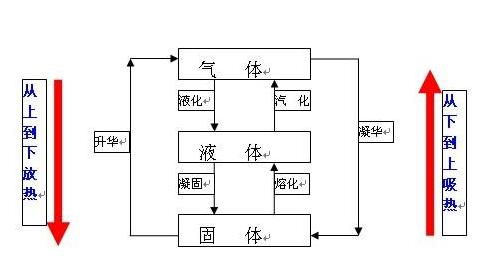 气 体
液化
汽 化
从上到下放热
升华
凝华
从下到上吸热
液 体
凝固
熔化
固 体